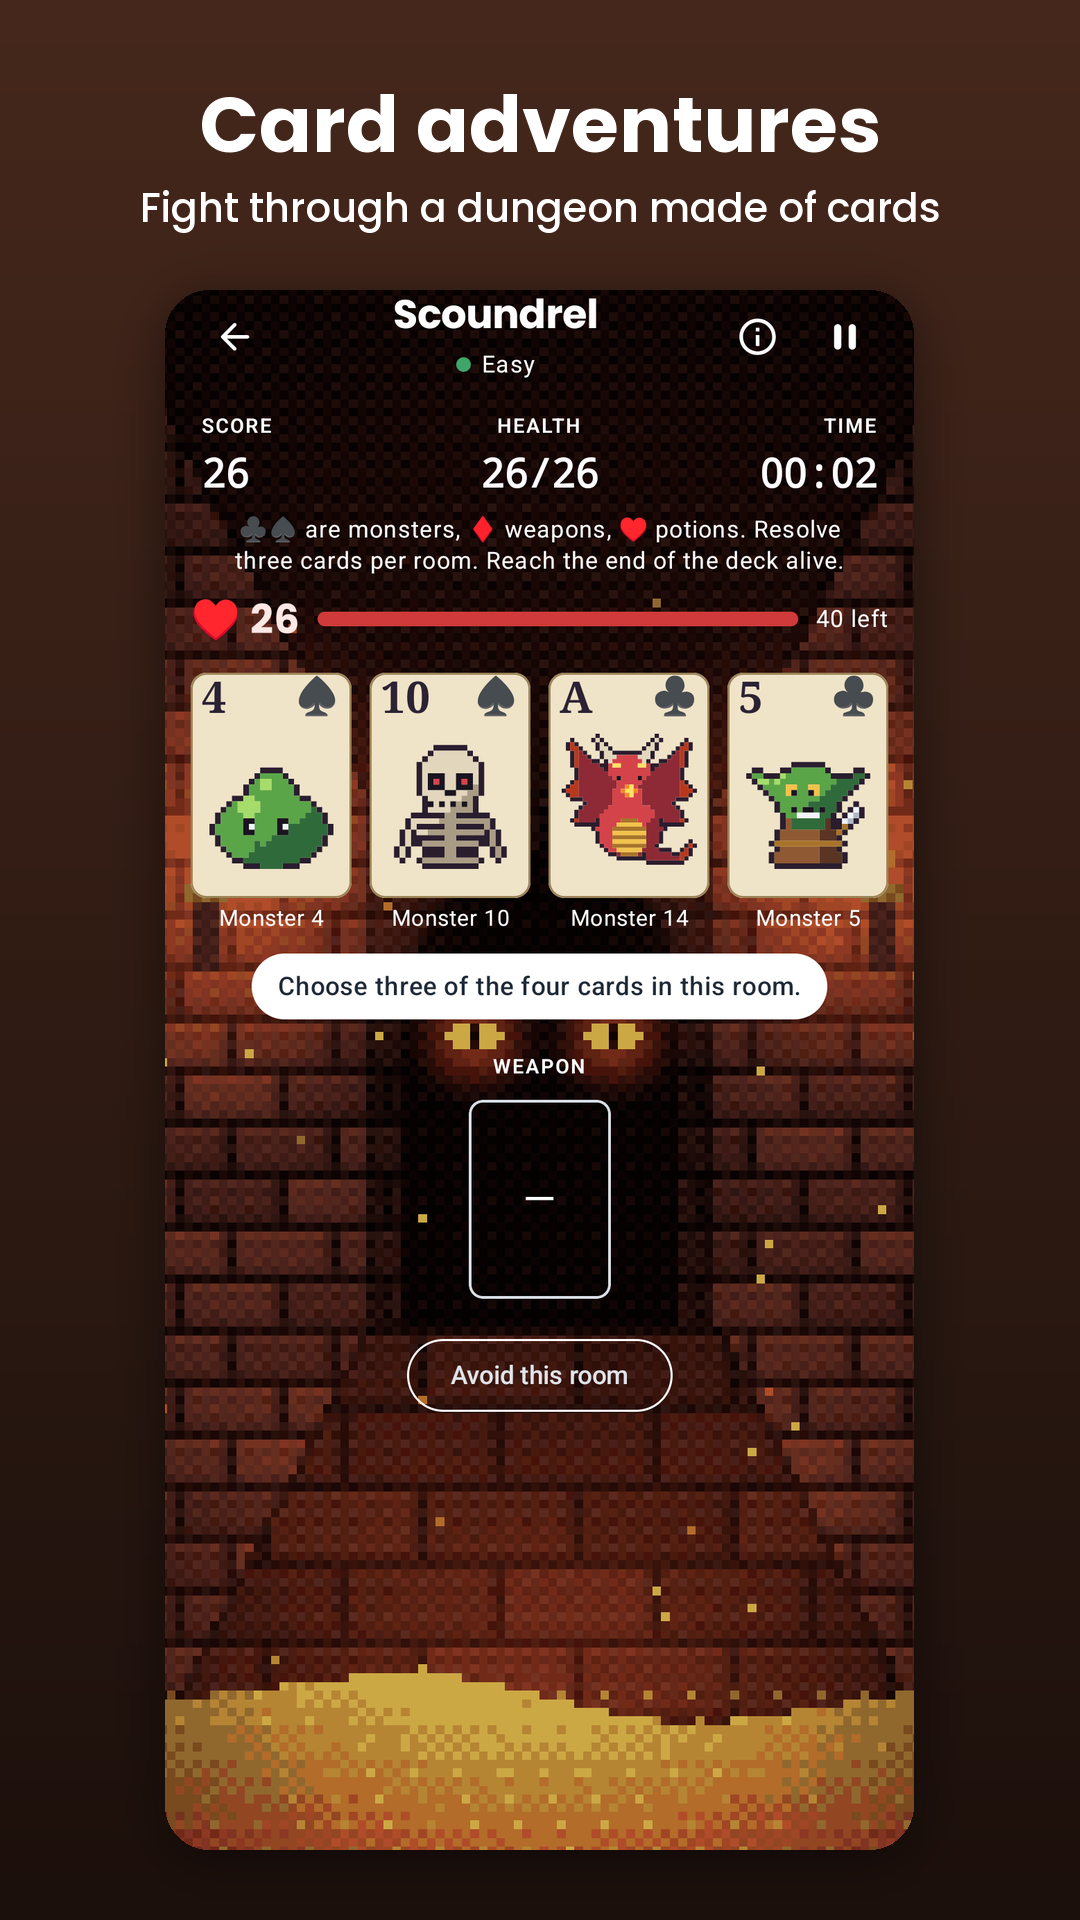 Card adventures
Fight through a dungeon made of cards
Scoundrel
Easy
SCORE HEALTH TIME
26 26/26 00:02
♣♠ are monsters, ♦ weapons, ♥ potions. Resolve
three cards per room. Reach the end of the deck alive.
26 40 left
4 ♠ 10 ♠ A ♣ 5 ♣
Monster 4 Monster 10 Monster 14 Monster 5
Choose three of the four cards in this room.
WEAPON
—
Avoid this room